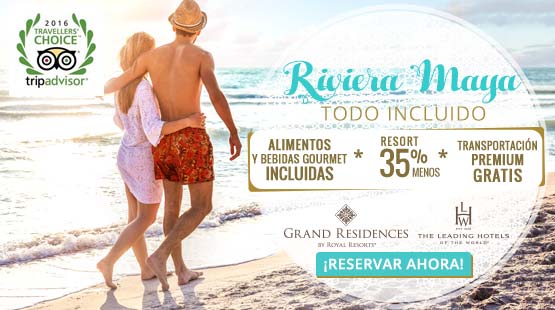 2016
TRAVELLERS'
CHOICE™
tripadvisor®
Riviera Maya
TODO INCLUIDO
ALIMENTOS
Y BEBIDAS GOURMET
INCLUIDAS
*
RESORT
35%
MENOS
*
TRANSPORTACIÓN
PREMIUM
GRATIS
GRAND RESIDENCES
BY ROYAL RESORTS®
THE LEADING HOTELS
OF THE WORLD®
¡RESERVAR AHORA!